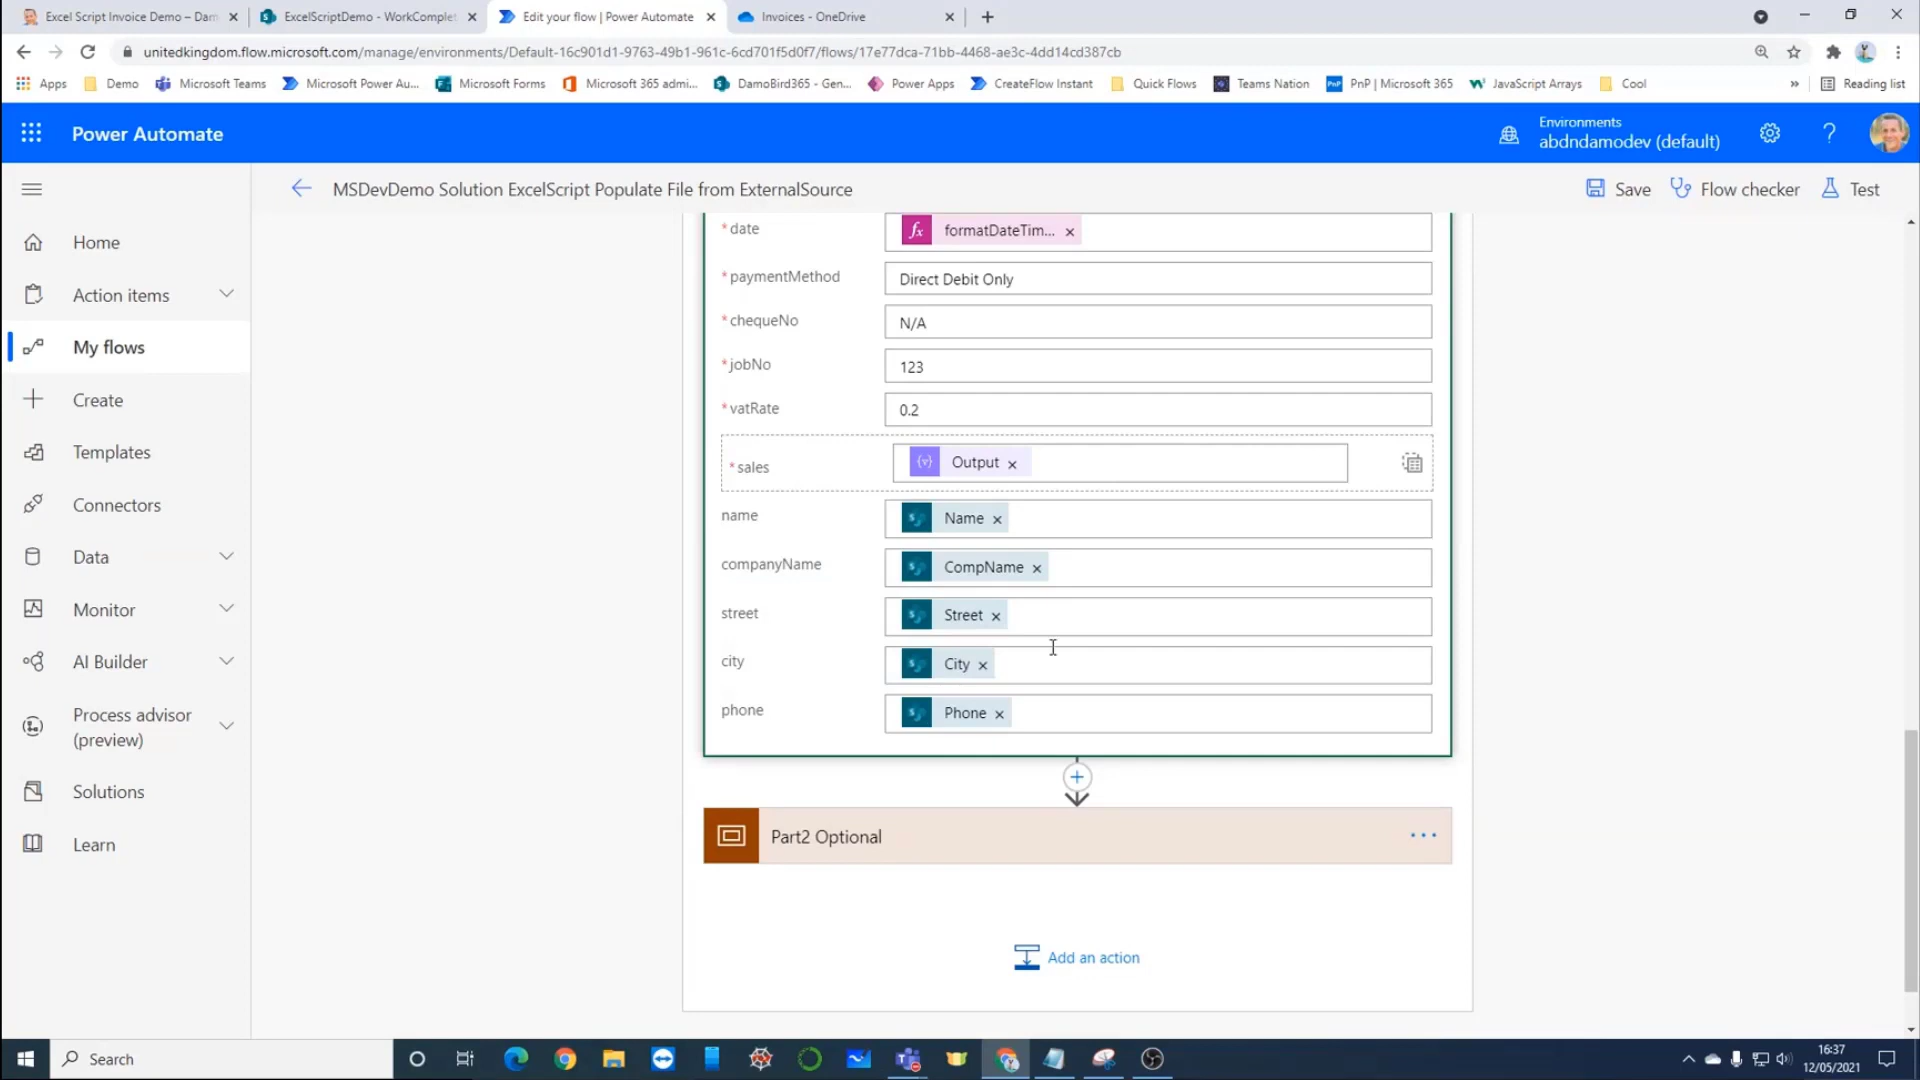 Excel Script Invoice Demo – Dam
ExcelScriptDemo - WorkComplet
Edit your flow | Power Automate
Invoices - OneDrive
unitedkingdom.flow.microsoft.com/manage/environments/Default-16c901d1-9763-49b1-961c-6cd701f5d0f7/flows/17e77dca-71bb-4468-ae3c-4dd14cd387cb
Apps
Demo
Microsoft Teams
Microsoft Power Au...
Microsoft Forms
Microsoft 365 admi...
DamoBird365 - Gen...
Power Apps
CreateFlow Instant
Quick Flows
Teams Nation
PnP | Microsoft 365
JavaScript Arrays
Cool
Reading list
Power Automate
Environments
abdndamodev (default)
MSDevDemo Solution ExcelScript Populate File from ExternalSource
Save
Flow checker
Test
Home
Action items
My flows
Create
Templates
Connectors
Data
Monitor
AI Builder
Process advisor
(preview)
Solutions
Learn
* date
fx formatDateTim...
* paymentMethod
Direct Debit Only
* chequeNo
N/A
* jobNo
123
* vatRate
0.2
* sales
{v} Output
name
Name
companyName
CompName
street
Street
city
City
phone
Phone
Part2 Optional
Add an action
Search
16:37
12/05/2021